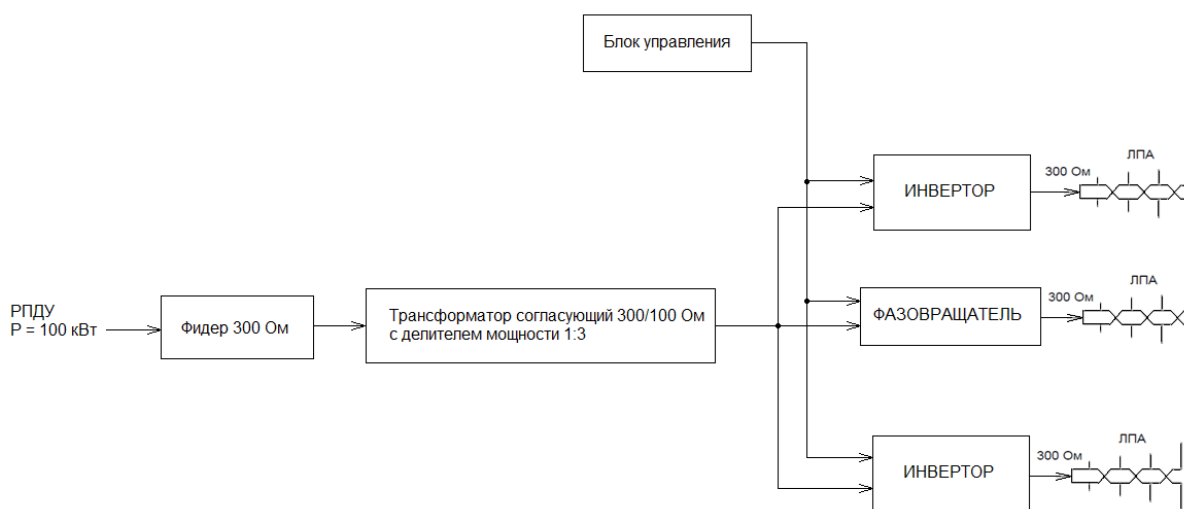 Блок управления
ЛПА
300 Ом
ИНВЕРТОР
ЛПА
300 Ом
РПДУ
P = 100 кВт
Фидер 300 Ом
Трансформатор согласующий 300/100 Ом
с делителем мощности 1:3
ФАЗОВРАЩАТЕЛЬ
ЛПА
300 Ом
ИНВЕРТОР